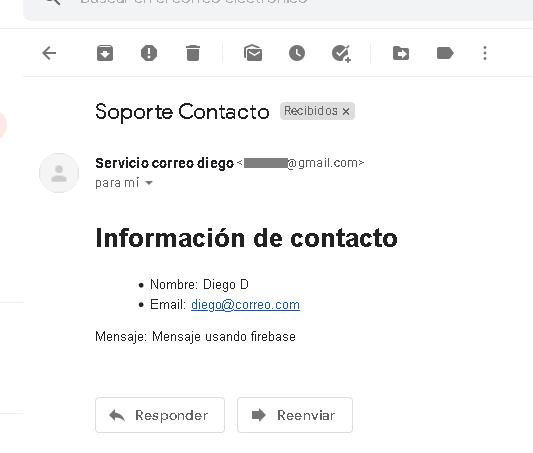 Buscar en el correo electrónico
Soporte Contacto Recibidos ×
Servicio correo diego < @gmail.com>
para mí
Información de contacto
• Nombre: Diego D
• Email: diego@correo.com
Mensaje: Mensaje usando firebase
Responder Reenviar